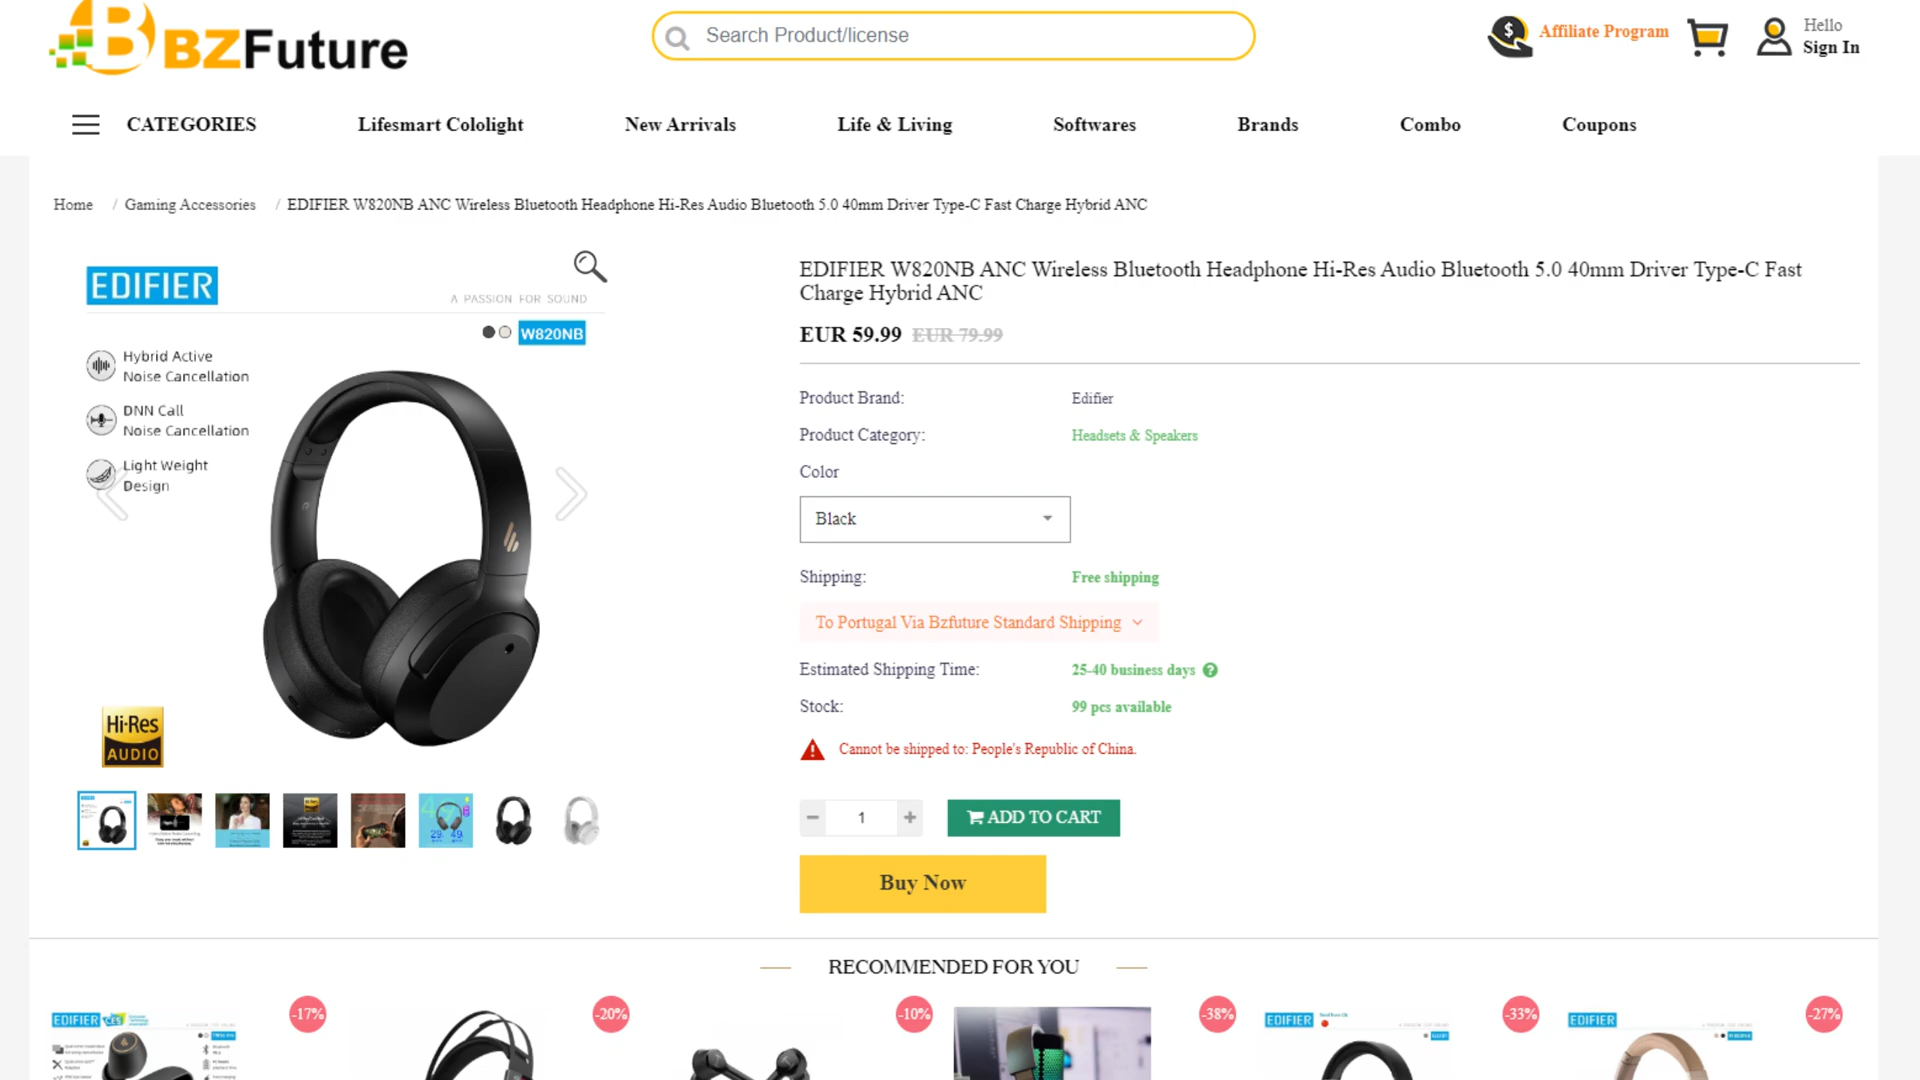 BZFuture
Search Product/license
$
Affiliate Program
Hello
Sign In
CATEGORIES
Lifesmart Cololight
New Arrivals
Life & Living
Softwares
Brands
Combo
Coupons
Home / Gaming Accessories / EDIFIER W820NB ANC Wireless Bluetooth Headphone Hi-Res Audio Bluetooth 5.0 40mm Driver Type-C Fast Charge Hybrid ANC
EDIFIER
A PASSION FOR SOUND
W820NB
Hybrid Active
Noise Cancellation
DNN Call
Noise Cancellation
Light Weight
Design
Hi-Res
AUDIO
EDIFIER W820NB ANC Wireless Bluetooth Headphone Hi-Res Audio Bluetooth 5.0 40mm Driver Type-C Fast
Charge Hybrid ANC
EUR 59.99 EUR 79.99
Product Brand: Edifier
Product Category: Headsets & Speakers
Color
Black
Shipping: Free shipping
To Portugal Via Bzfuture Standard Shipping
Estimated Shipping Time: 25-40 business days ?
Stock: 99 pcs available
Cannot be shipped to: People's Republic of China.
− 1 +
ADD TO CART
Buy Now
RECOMMENDED FOR YOU
-17%
-20%
-10%
-38%
-33%
-27%
EDIFIER
EDIFIER
EDIFIER